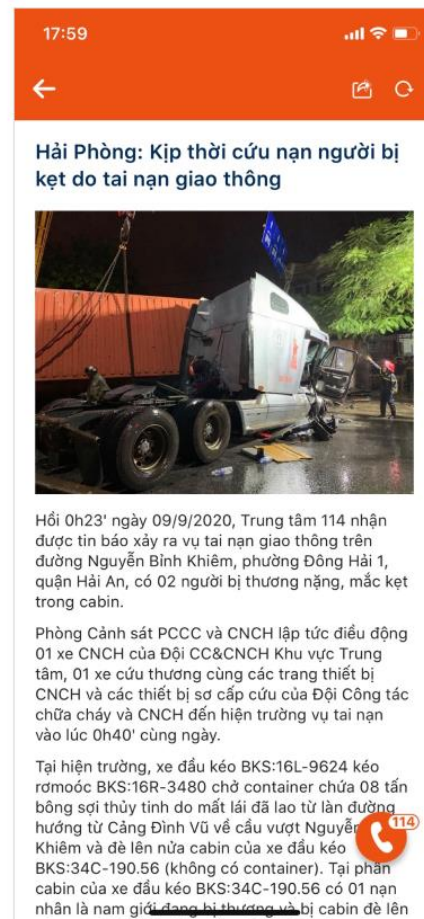 17:59
Hải Phòng: Kịp thời cứu nạn người bị
kẹt do tai nạn giao thông
Hồi 0h23' ngày 09/9/2020, Trung tâm 114 nhận
được tin báo xảy ra vụ tai nạn giao thông trên
đường Nguyễn Bỉnh Khiêm, phường Đông Hải 1,
quận Hải An, có 02 người bị thương nặng, mắc kẹt
trong cabin.
Phòng Cảnh sát PCCC và CNCH lập tức điều động
01 xe CNCH của Đội CC&CNCH Khu vực Trung
tâm, 01 xe cứu thương cùng các trang thiết bị
CNCH và các thiết bị sơ cấp cứu của Đội Công tác
chữa cháy và CNCH đến hiện trường vụ tai nạn
vào lúc 0h40' cùng ngày.
Tại hiện trường, xe đầu kéo BKS:16L-9624 kéo
rơmoóc BKS:16R-3480 chở container chứa 08 tấn
bông sợi thủy tinh do mất lái đã lao từ làn đường
hướng từ Cảng Đình Vũ về cầu vượt Nguyễn
Khiêm và đè lên nửa cabin của xe đầu kéo
BKS:34C-190.56 (không có container). Tại phần
cabin của xe đầu kéo BKS:34C-190.56 có 01 nạn
nhân là nam giới đang bị thương và bị cabin đè lên
114